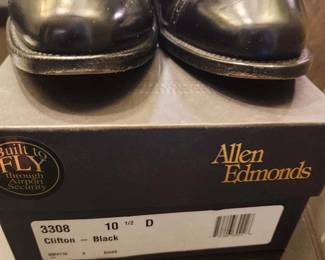 Built to
FLY
through
Airport
Security
Allen
Edmonds
3308 10 1/2 D
Clifton — Black